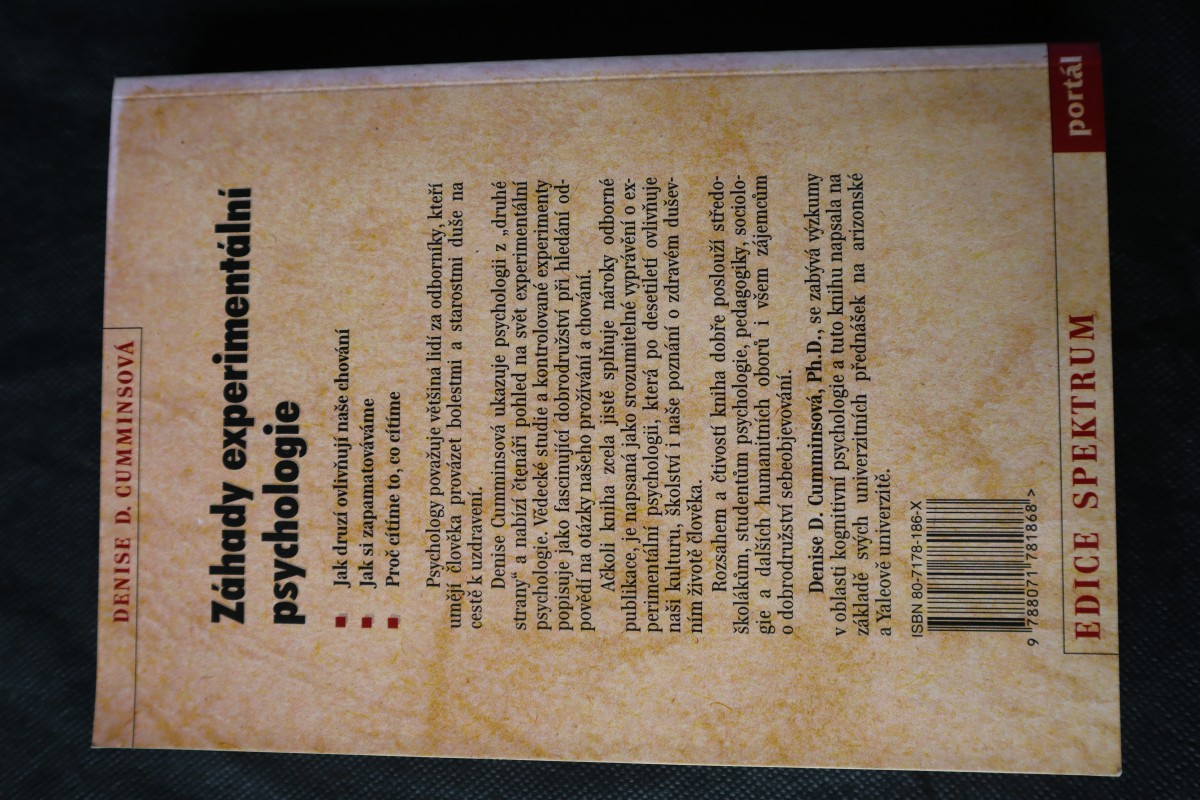 DENISE D. CUMMINSOVÁ
Záhady experimentální
psychologie
Jak druzí ovlivňují naše chování
Jak si zapamatováváme
Proč cítíme to, co cítíme
Psychology považuje většina lidí za odborníky, kteří
umějí člověka provázet bolestmi a starostmi duše na
cestě k uzdravení.
Denise Cumminsová ukazuje psychologii z „druhé
strany“ a nabízí čtenáři pohled na svět experimentální
psychologie. Vědecké studie a kontrolované experimenty
popisuje jako fascinující dobrodružství při hledání od-
povědí na otázky našeho prožívání a chování.
Ačkoli kniha zcela jistě splňuje nároky odborné
publikace, je napsaná jako srozumitelné vyprávění o ex-
perimentální psychologii, která po desetiletí ovlivňuje
naši kulturu, školství i naše poznání o zdravém dušev-
ním životě člověka.
Rozsahem a čtivostí kniha dobře poslouží středo-
školákům, studentům psychologie, pedagogiky, sociolo-
gie a dalších humanitních oborů i všem zájemcům
o dobrodružství sebeobjevování.
Denise D. Cumminsová, Ph.D., se zabývá výzkumy
v oblasti kognitivní psychologie a tuto knihu napsala na
základě svých univerzitních přednášek na arizonské
a Yaleově univerzitě.
ISBN 80-7178-186-X
9 788071 781868 >
EDICE SPEKTRUM
portál